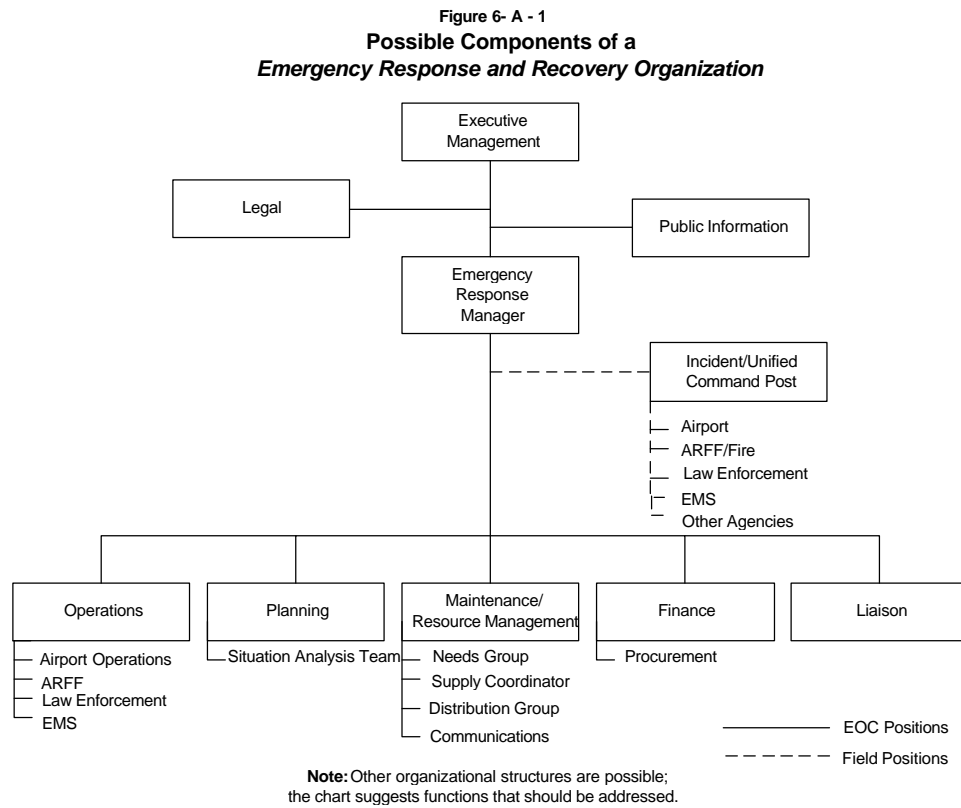 Figure 6- A - 1
Possible Components of a
Emergency Response and Recovery Organization
Executive
Management
Legal
Public Information
Emergency
Response
Manager
Incident/Unified
Command Post
Airport
ARFF/Fire
Law Enforcement
EMS
Other Agencies
Operations
Airport Operations
ARFF
Law Enforcement
EMS
Planning
Situation Analysis Team
Maintenance/
Resource Management
Needs Group
Supply Coordinator
Distribution Group
Communications
Finance
Procurement
Liaison
EOC Positions
Field Positions
Note: Other organizational structures are possible;
the chart suggests functions that should be addressed.